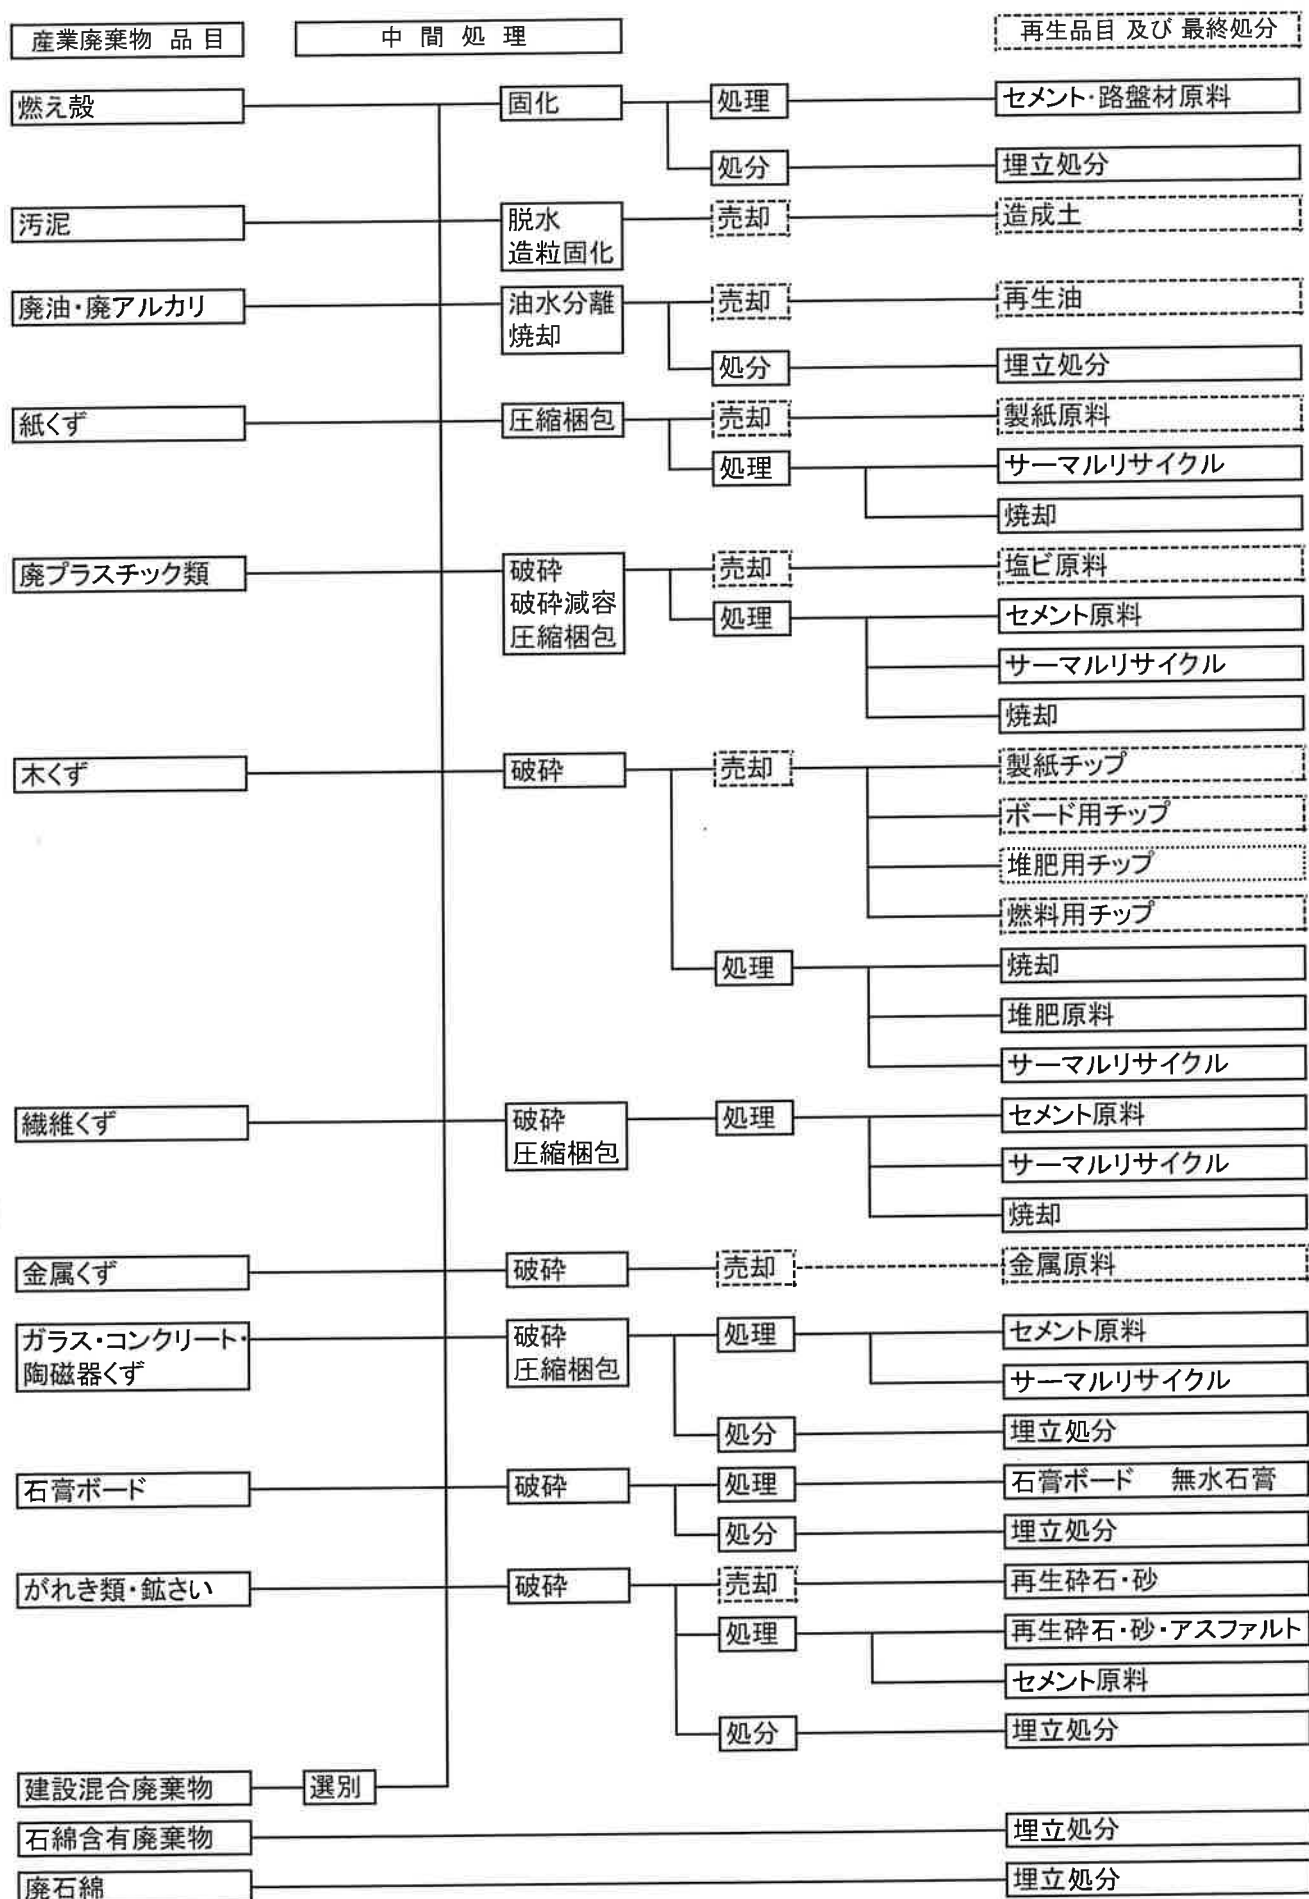 産業廃棄物 品目 中間処理 再生品目 及び 最終処分
燃え殻 固化 処理 セメント・路盤材原料
処分 埋立処分
汚泥 脱水 売却 造成土
造粒固化
廃油・廃アルカリ 油水分離 売却 再生油
焼却
処分 埋立処分
紙くず 圧縮梱包 売却 製紙原料
処理 サーマルリサイクル
焼却
廃プラスチック類 破砕 売却 塩ビ原料
破砕減容 処理 セメント原料
圧縮梱包
サーマルリサイクル
焼却
木くず 破砕 売却 製紙チップ
ボード用チップ
堆肥用チップ
燃料用チップ
処理 焼却
堆肥原料
サーマルリサイクル
繊維くず 破砕 処理 セメント原料
圧縮梱包 サーマルリサイクル
焼却
金属くず 破砕 売却 金属原料
ガラス・コンクリート・ 破砕 処理 セメント原料
陶磁器くず 圧縮梱包 サーマルリサイクル
処分 埋立処分
石膏ボード 破砕 処理 石膏ボード 無水石膏
処分 埋立処分
がれき類・鉱さい 破砕 売却 再生砕石・砂
処理 再生砕石・砂・アスファルト
セメント原料
処分 埋立処分
建設混合廃棄物 選別
石綿含有廃棄物 埋立処分
廃石綿 埋立処分